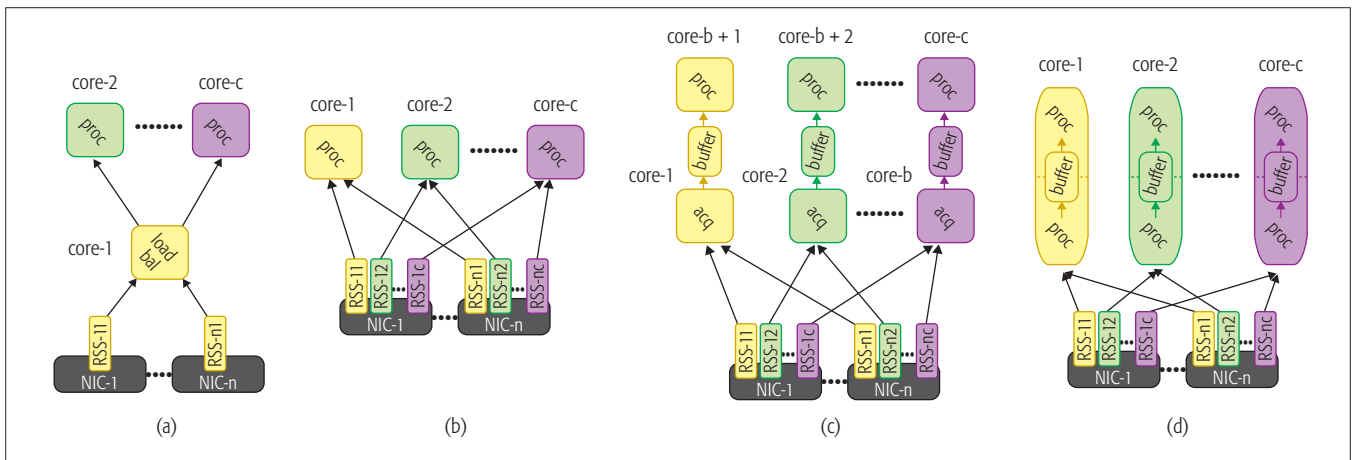 core-2 core-c
proc proc
core-1
load
bal
RSS-11 RSS-n1
NIC-1 NIC-n
(a)
core-1 core-2 core-c
proc proc proc
RSS-11 RSS-12 RSS-1c RSS-n1 RSS-n2 RSS-nc
NIC-1 NIC-n
(b)
core-b + 1 core-b + 2 core-c
proc proc proc
buffer buffer buffer
core-1 core-2 core-b
acq acq acq
RSS-11 RSS-12 RSS-1c RSS-n1 RSS-n2 RSS-nc
NIC-1 NIC-n
(c)
core-1 core-2 core-c
proc proc proc
buffer buffer buffer
proc proc proc
RSS-11 RSS-12 RSS-1c RSS-n1 RSS-n2 RSS-nc
NIC-1 NIC-n
(d)